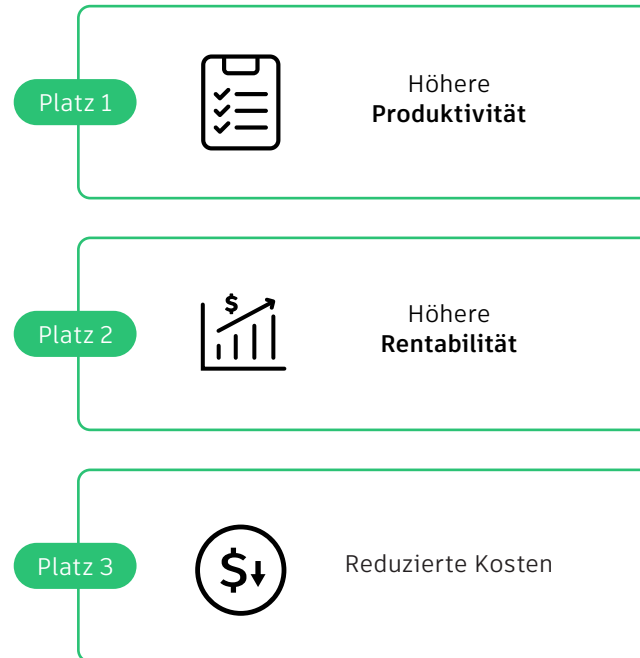 Platz 1
Höhere
Produktivität
Platz 2
$
Höhere
Rentabilität
Platz 3
$
Reduzierte Kosten